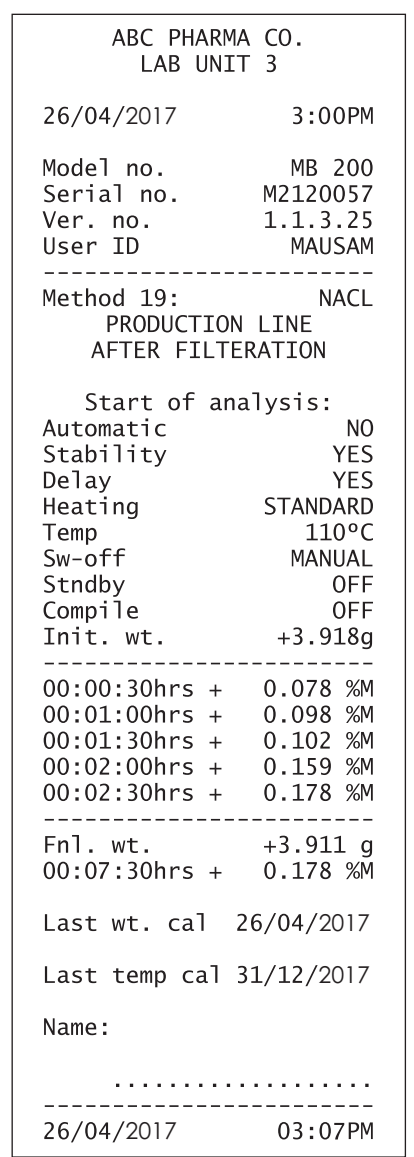 ABC PHARMA CO.
LAB UNIT 3
26/04/2017 3:00PM
Model no. MB 200
Serial no. M2120057
Ver. no. 1.1.3.25
User ID MAUSAM
------------------------
Method 19: NACL
PRODUCTION LINE
AFTER FILTERATION
Start of analysis:
Automatic NO
Stability YES
Delay YES
Heating STANDARD
Temp 110ºC
Sw-off MANUAL
Stndby OFF
Compile OFF
Init. wt. +3.918g
------------------------
00:00:30hrs + 0.078 %M
00:01:00hrs + 0.098 %M
00:01:30hrs + 0.102 %M
00:02:00hrs + 0.159 %M
00:02:30hrs + 0.178 %M
------------------------
Fnl. wt. +3.911 g
00:07:30hrs + 0.178 %M
Last wt. cal 26/04/2017
Last temp cal 31/12/2017
Name:
...................
------------------------
26/04/2017 03:07PM